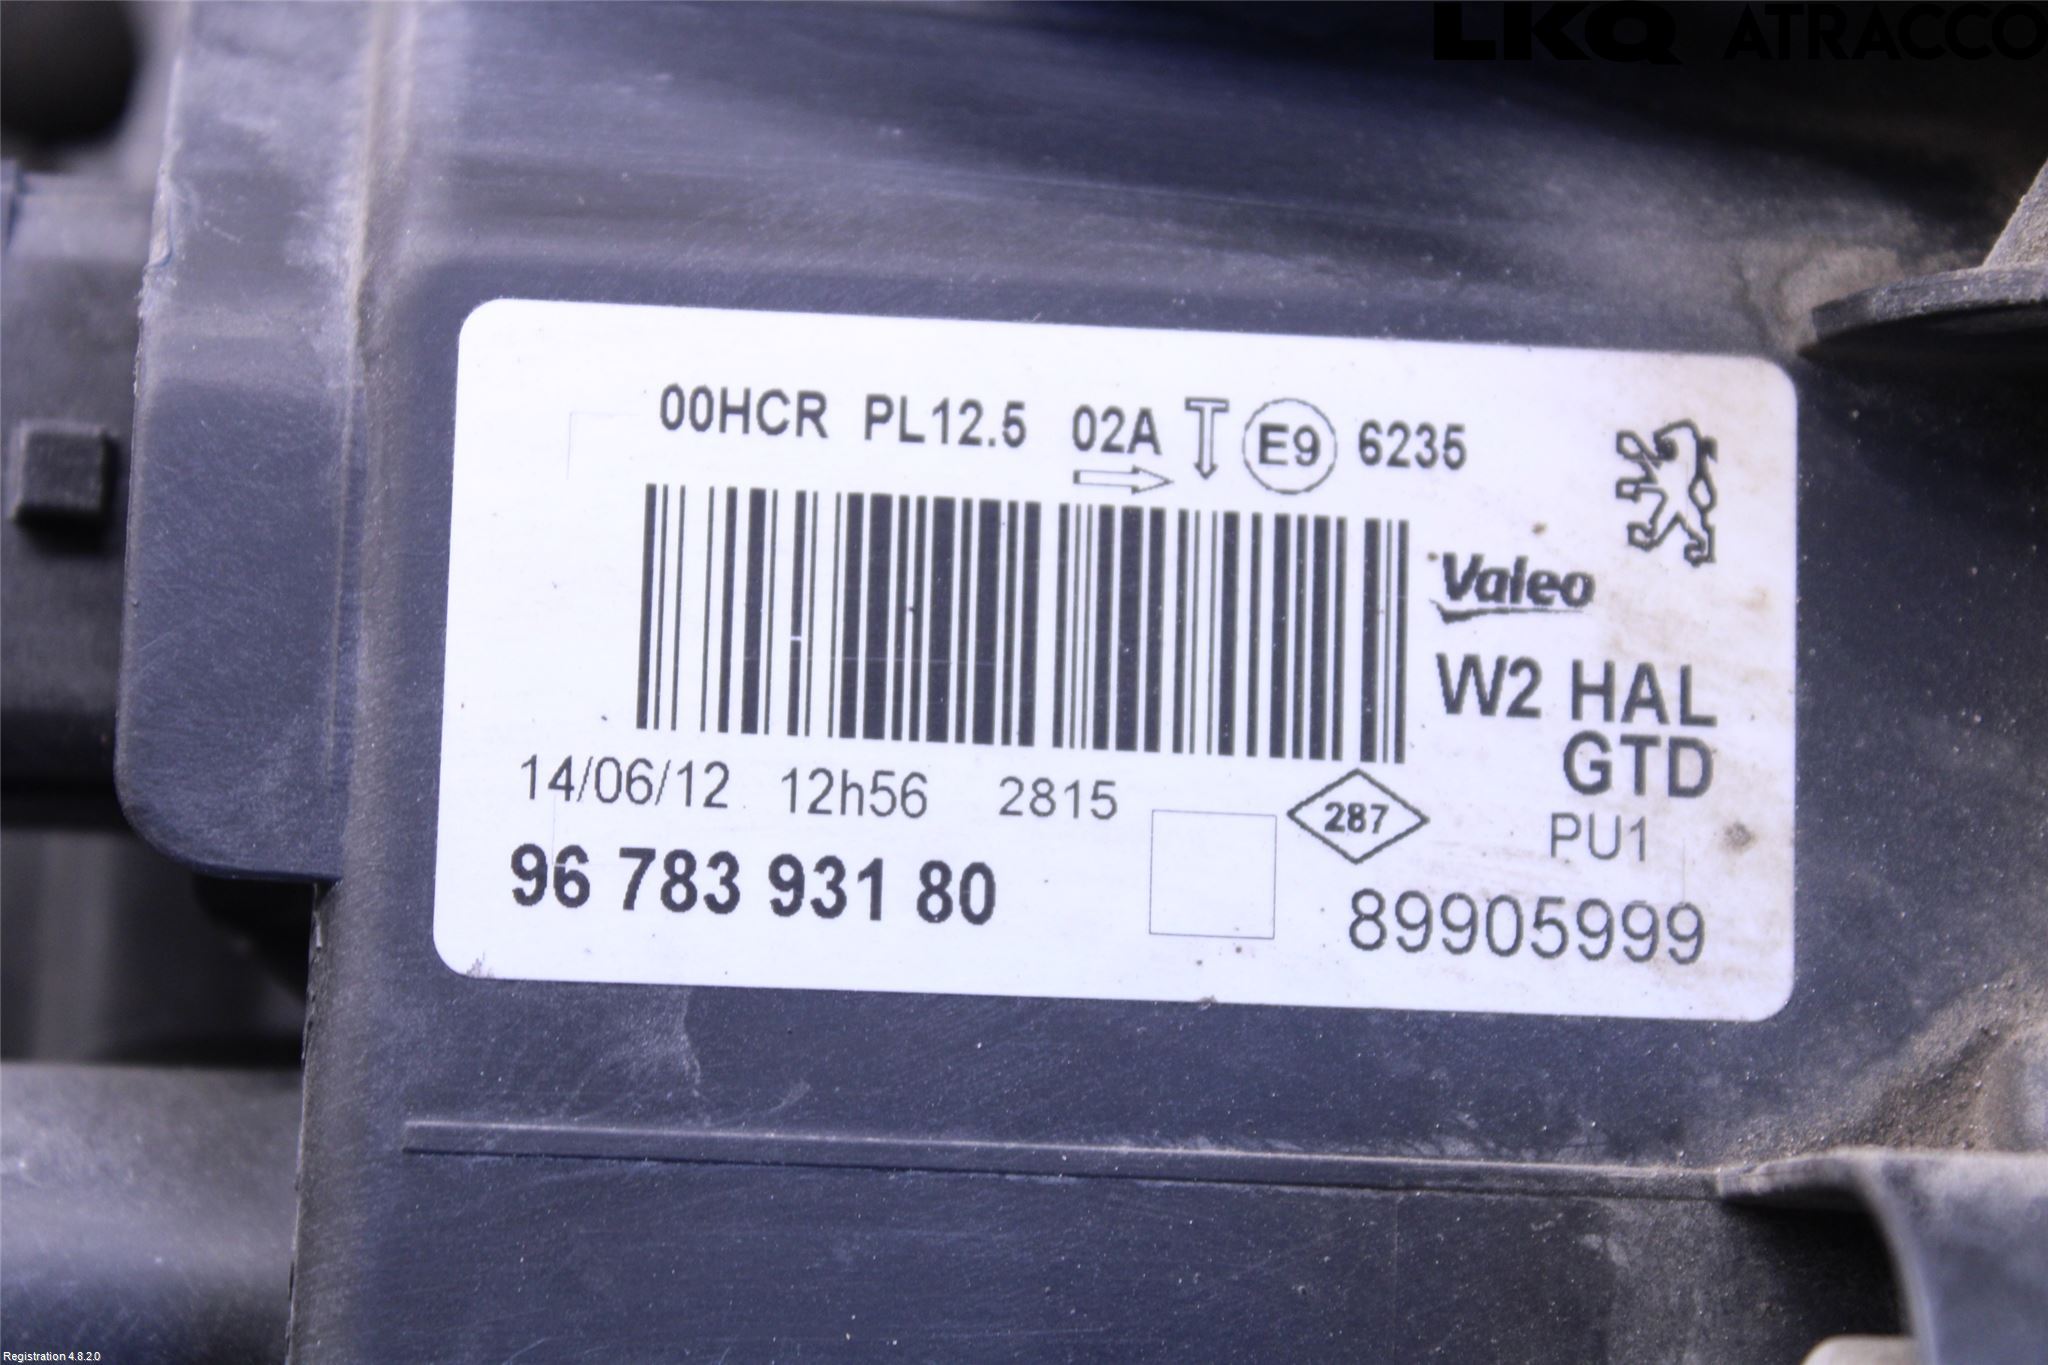 LKQ ATRACCO
00HCR PL12.5 02A E9 6235
Valeo
W2 HAL
GTD
14/06/12 12h56 2815
287
PU1
96 783 931 80
89905999
Registration 4.8.2.0